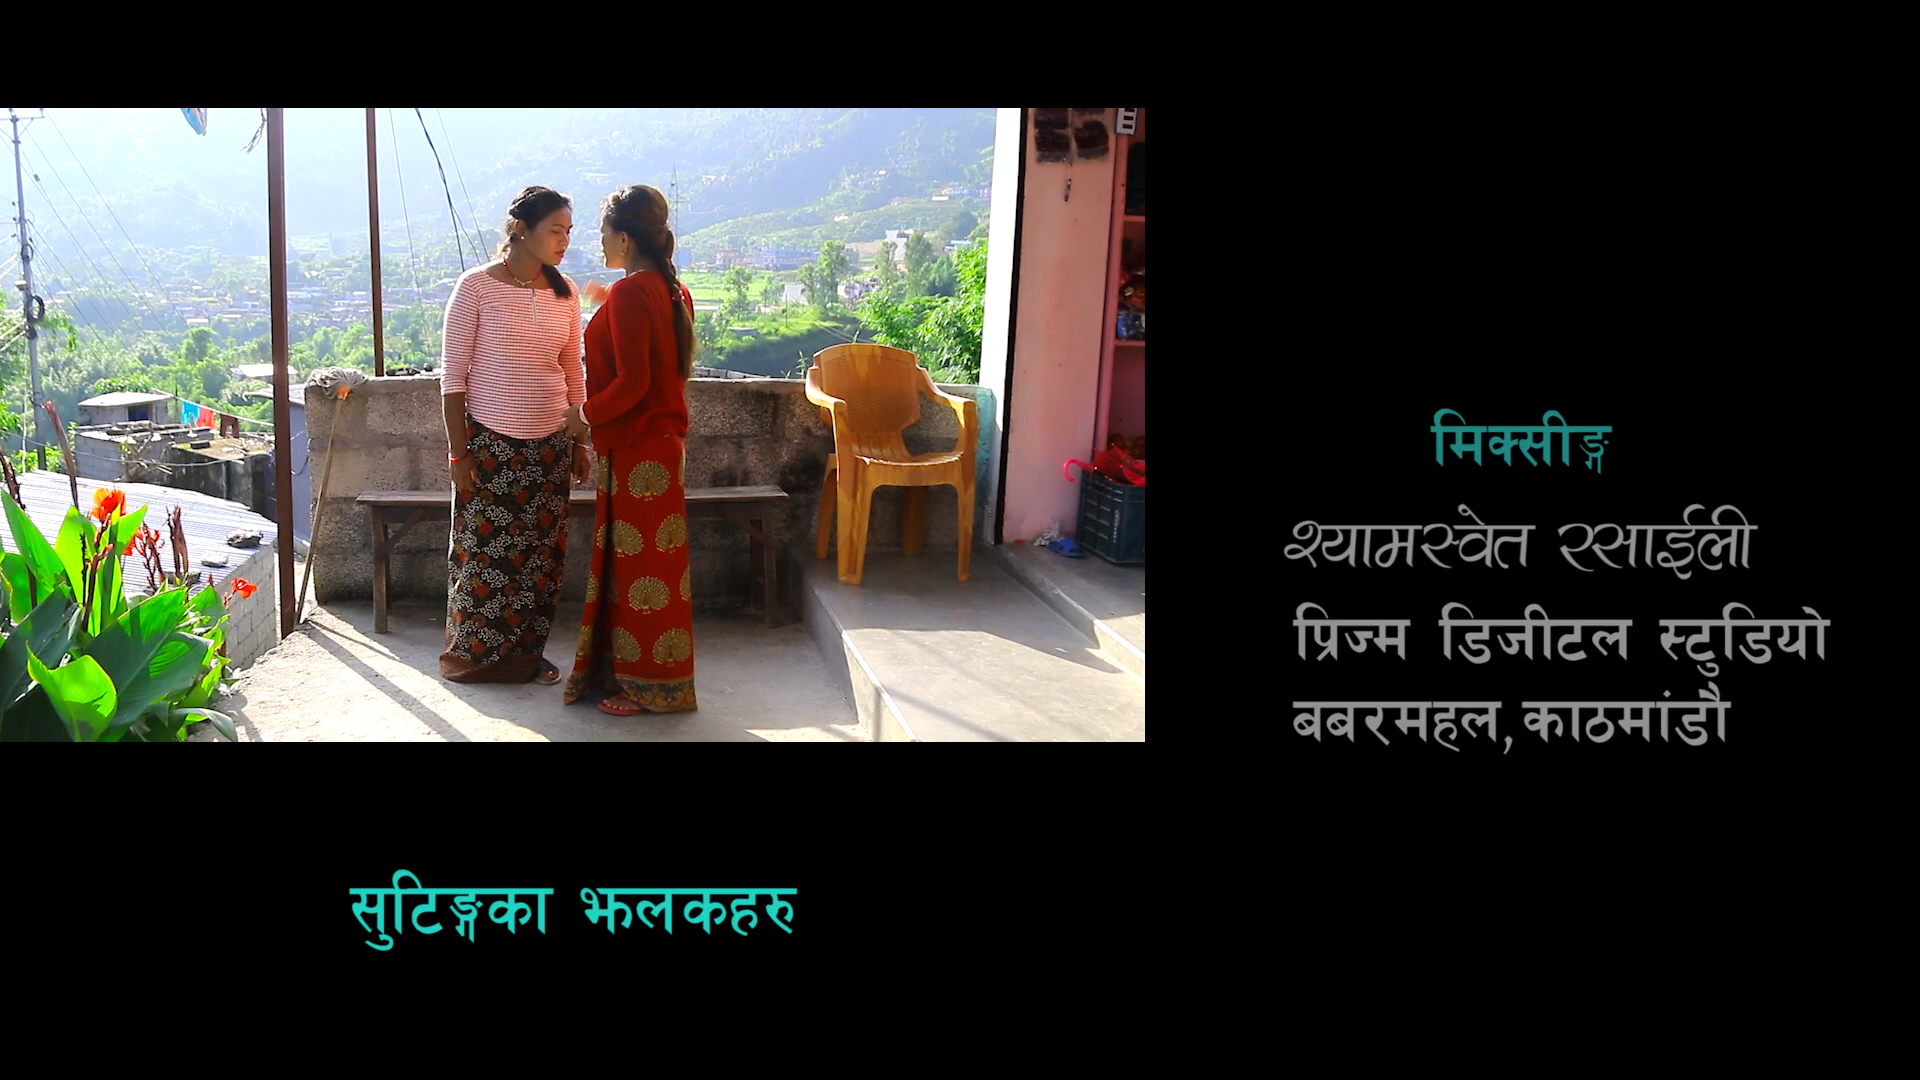 मिक्सीङ्ग
श्यामस्वेत रसाईली
प्रिज्म डिजीटल स्टुडियो
बबरमहल, काठमांडौ
सुटिङ्गका झलकहरु